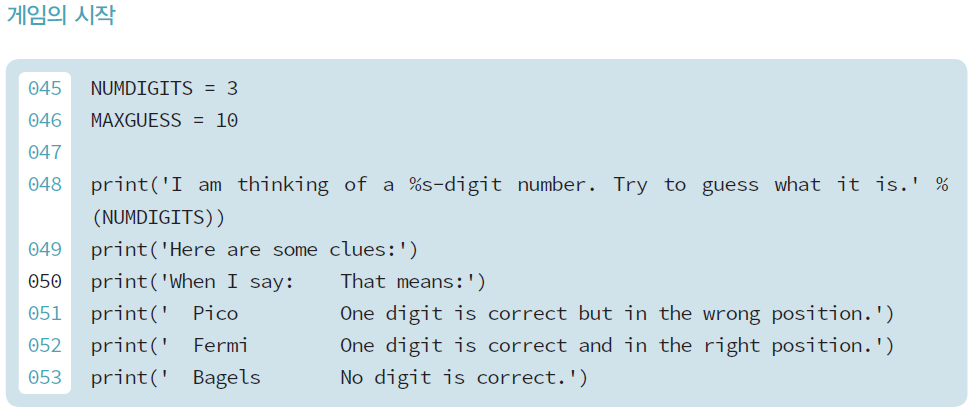 게임의 시작
045 NUMDIGITS = 3
046 MAXGUESS = 10
047
048 print('I am thinking of a %s-digit number. Try to guess what it is.' %
(NUMDIGITS))
049 print('Here are some clues:')
050 print('When I say:    That means:')
051 print('  Pico         One digit is correct but in the wrong position.')
052 print('  Fermi        One digit is correct and in the right position.')
053 print('  Bagels       No digit is correct.')